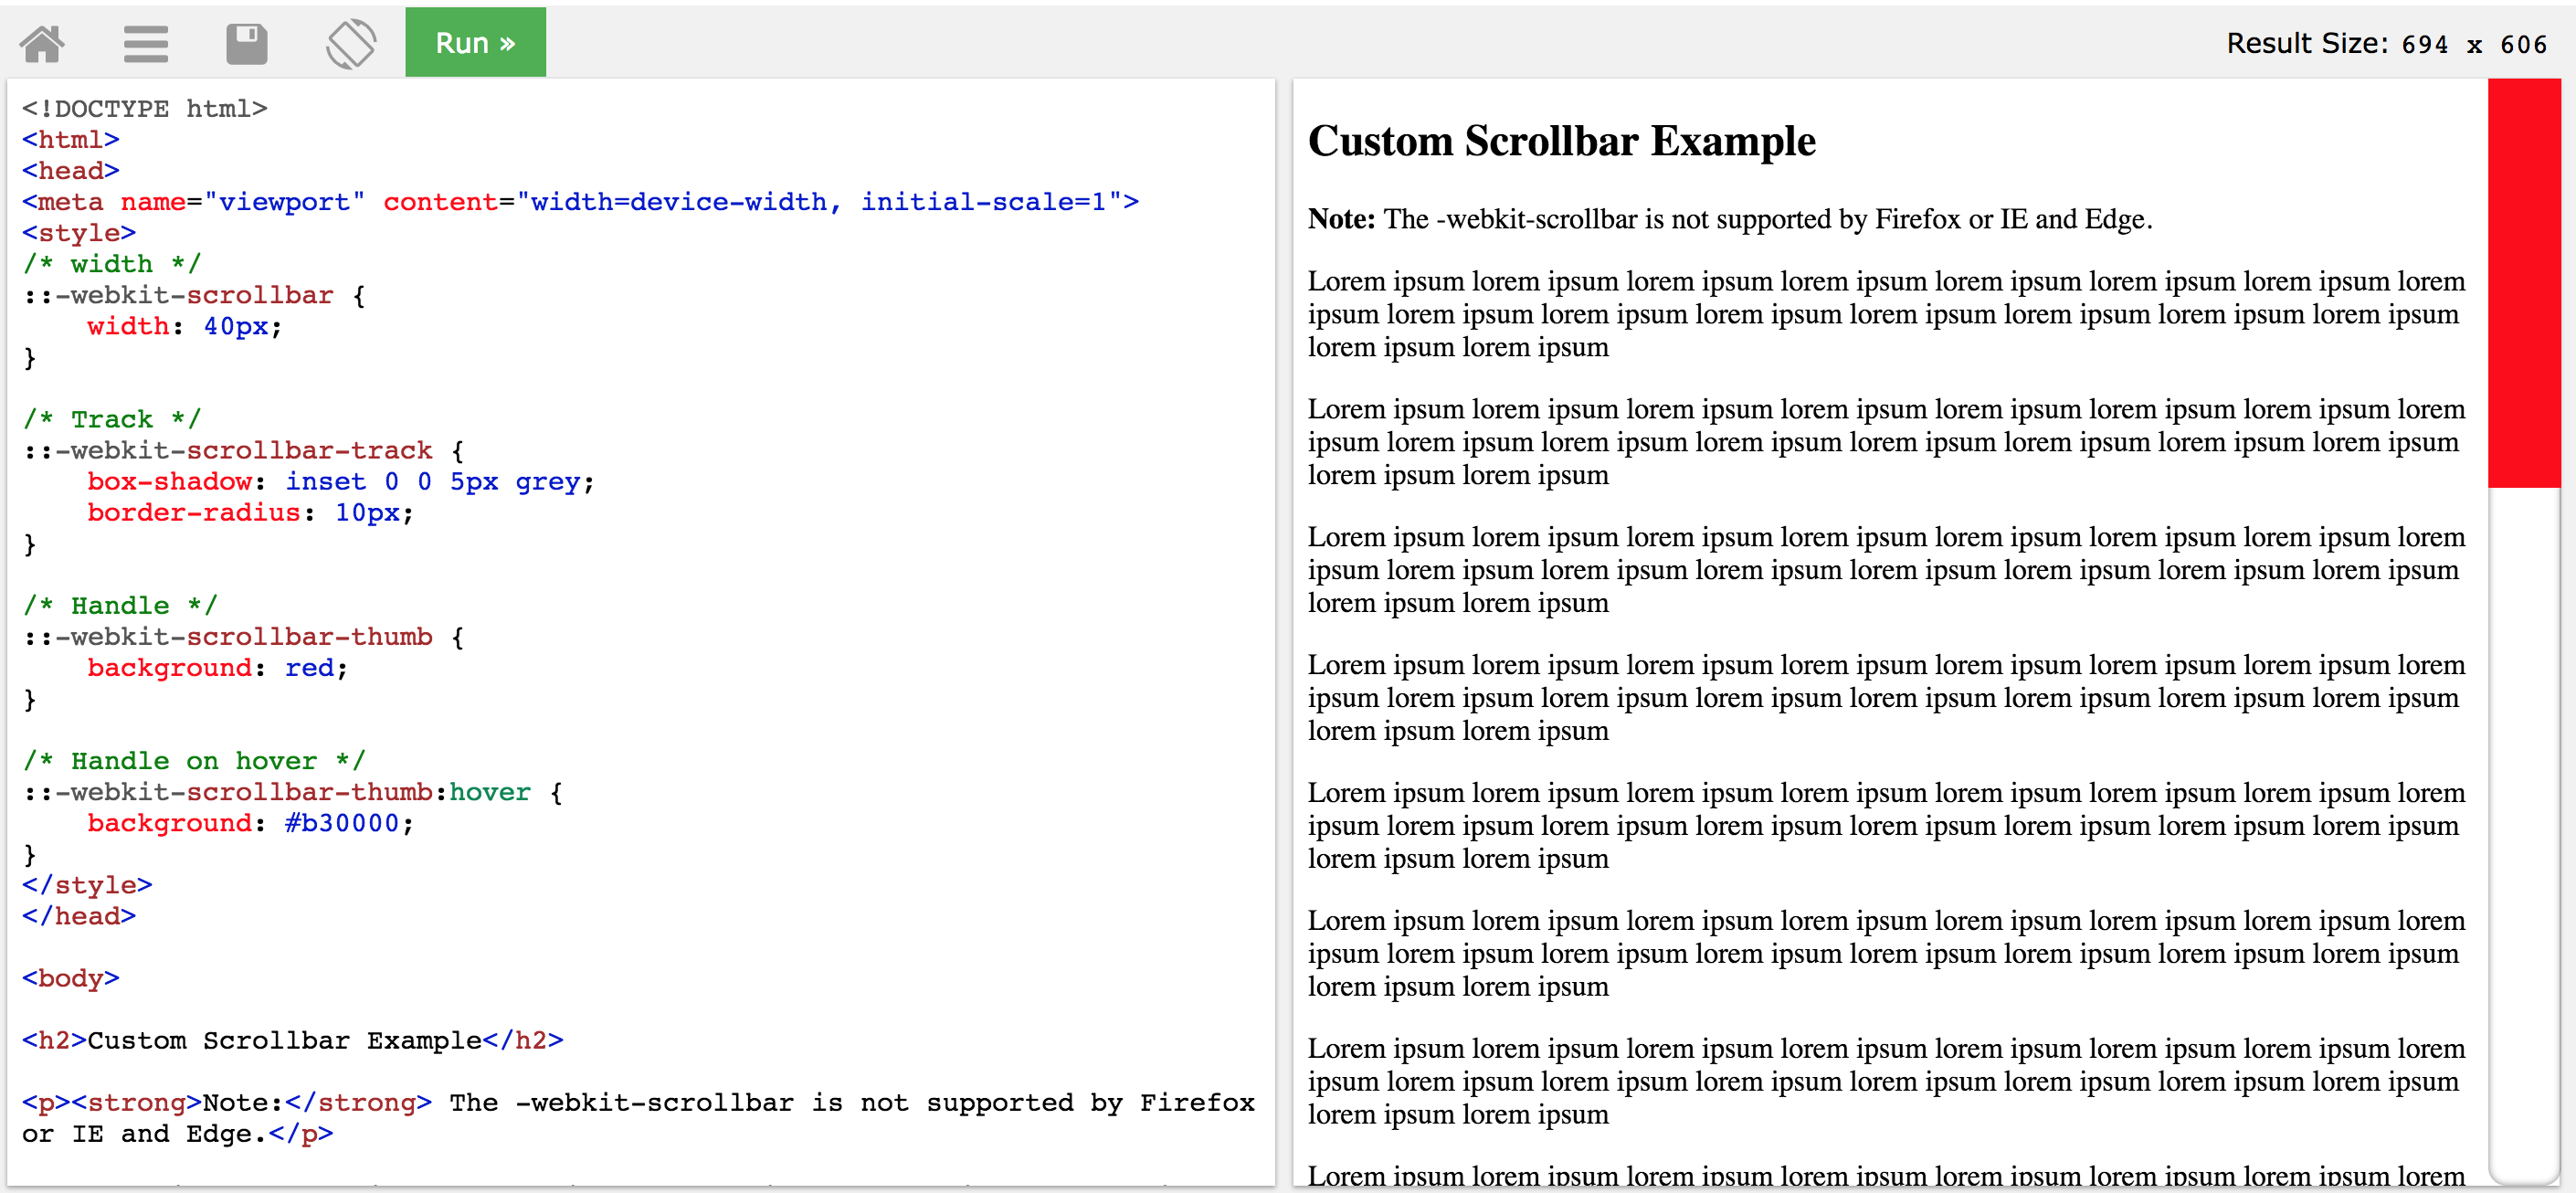 Run »
Result Size: 694 x 606
<!DOCTYPE html>
<html>
<head>
<meta name="viewport" content="width=device-width, initial-scale=1">
<style>
/* width */
::-webkit-scrollbar {
    width: 40px;
}

/* Track */
::-webkit-scrollbar-track {
    box-shadow: inset 0 0 5px grey;
    border-radius: 10px;
}

/* Handle */
::-webkit-scrollbar-thumb {
    background: red;
}

/* Handle on hover */
::-webkit-scrollbar-thumb:hover {
    background: #b30000;
}
</style>
</head>

<body>

<h2>Custom Scrollbar Example</h2>

<p><strong>Note:</strong> The -webkit-scrollbar is not supported by Firefox
or IE and Edge.</p>

Custom Scrollbar Example
Note: The -webkit-scrollbar is not supported by Firefox or IE and Edge.
Lorem ipsum lorem ipsum lorem ipsum lorem ipsum lorem ipsum lorem ipsum lorem ipsum lorem
ipsum lorem ipsum lorem ipsum lorem ipsum lorem ipsum lorem ipsum lorem ipsum lorem ipsum
lorem ipsum lorem ipsum
Lorem ipsum lorem ipsum lorem ipsum lorem ipsum lorem ipsum lorem ipsum lorem ipsum lorem
ipsum lorem ipsum lorem ipsum lorem ipsum lorem ipsum lorem ipsum lorem ipsum lorem ipsum
lorem ipsum lorem ipsum
Lorem ipsum lorem ipsum lorem ipsum lorem ipsum lorem ipsum lorem ipsum lorem ipsum lorem
ipsum lorem ipsum lorem ipsum lorem ipsum lorem ipsum lorem ipsum lorem ipsum lorem ipsum
lorem ipsum lorem ipsum
Lorem ipsum lorem ipsum lorem ipsum lorem ipsum lorem ipsum lorem ipsum lorem ipsum lorem
ipsum lorem ipsum lorem ipsum lorem ipsum lorem ipsum lorem ipsum lorem ipsum lorem ipsum
lorem ipsum lorem ipsum
Lorem ipsum lorem ipsum lorem ipsum lorem ipsum lorem ipsum lorem ipsum lorem ipsum lorem
ipsum lorem ipsum lorem ipsum lorem ipsum lorem ipsum lorem ipsum lorem ipsum lorem ipsum
lorem ipsum lorem ipsum
Lorem ipsum lorem ipsum lorem ipsum lorem ipsum lorem ipsum lorem ipsum lorem ipsum lorem
ipsum lorem ipsum lorem ipsum lorem ipsum lorem ipsum lorem ipsum lorem ipsum lorem ipsum
lorem ipsum lorem ipsum
Lorem ipsum lorem ipsum lorem ipsum lorem ipsum lorem ipsum lorem ipsum lorem ipsum lorem
ipsum lorem ipsum lorem ipsum lorem ipsum lorem ipsum lorem ipsum lorem ipsum lorem ipsum
lorem ipsum lorem ipsum
Lorem ipsum lorem ipsum lorem ipsum lorem ipsum lorem ipsum lorem ipsum lorem ipsum lorem